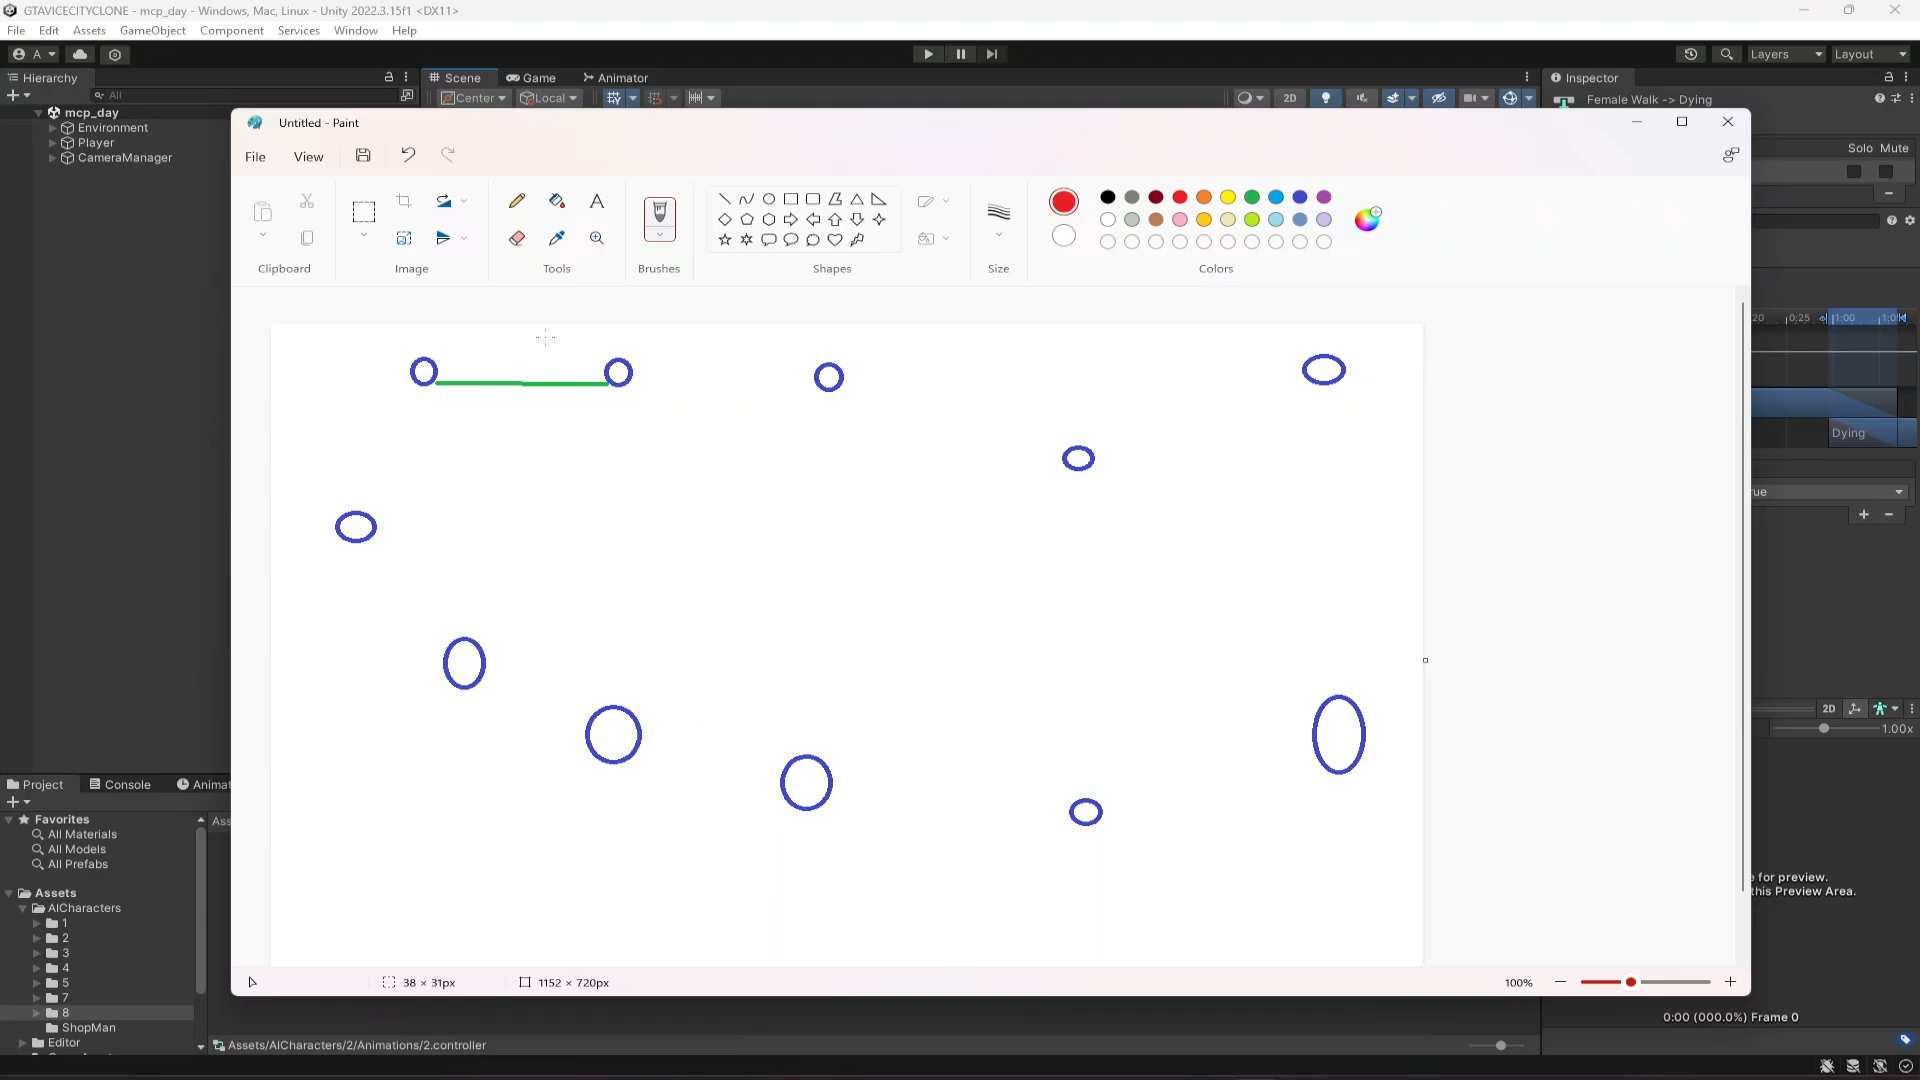 GTAVICECITYCLONE - mcp_day - Windows, Mac, Linux - Unity 2022.3.15f1 <DX11>
File Edit Assets GameObject Component Services Window Help
A Layers Layout
Hierarchy Scene Game Animator Inspector
All Center Local 2D Female Walk -> Dying
mcp_day
Environment
Player
CameraManager
Untitled - Paint
File View
Solo Mute
Clipboard Image Tools Brushes Shapes Size Colors
20 0:25 1:00
Dying
2D
1.00x
Project Console
Favorites
All Materials
All Models
All Prefabs
Assets
AICharacters
1
2
3
4
5
7
8
ShopMan
Editor
for preview.
this Preview Area.
38 × 31px 1152 × 720px 100%
0:00 (000.0%) Frame 0
Assets/AICharacters/2/Animations/2.controller